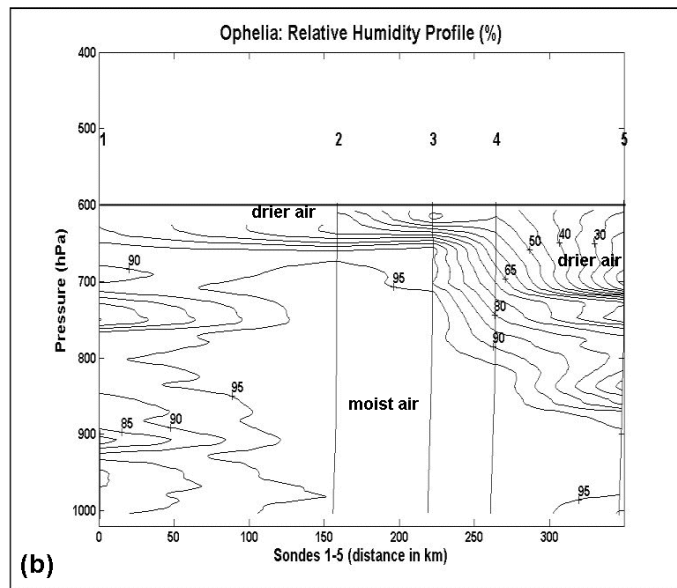 Ophelia: Relative Humidity Profile (%)
400
500
1 2 3 4 5
600
drier air
50 40 30
drier air
90
95
65
700
80
90
800
95
moist air
85 90
900
95
1000
Pressure (hPa)
0 50 100 150 200 250 300
Sondes 1-5 (distance in km)
(b)